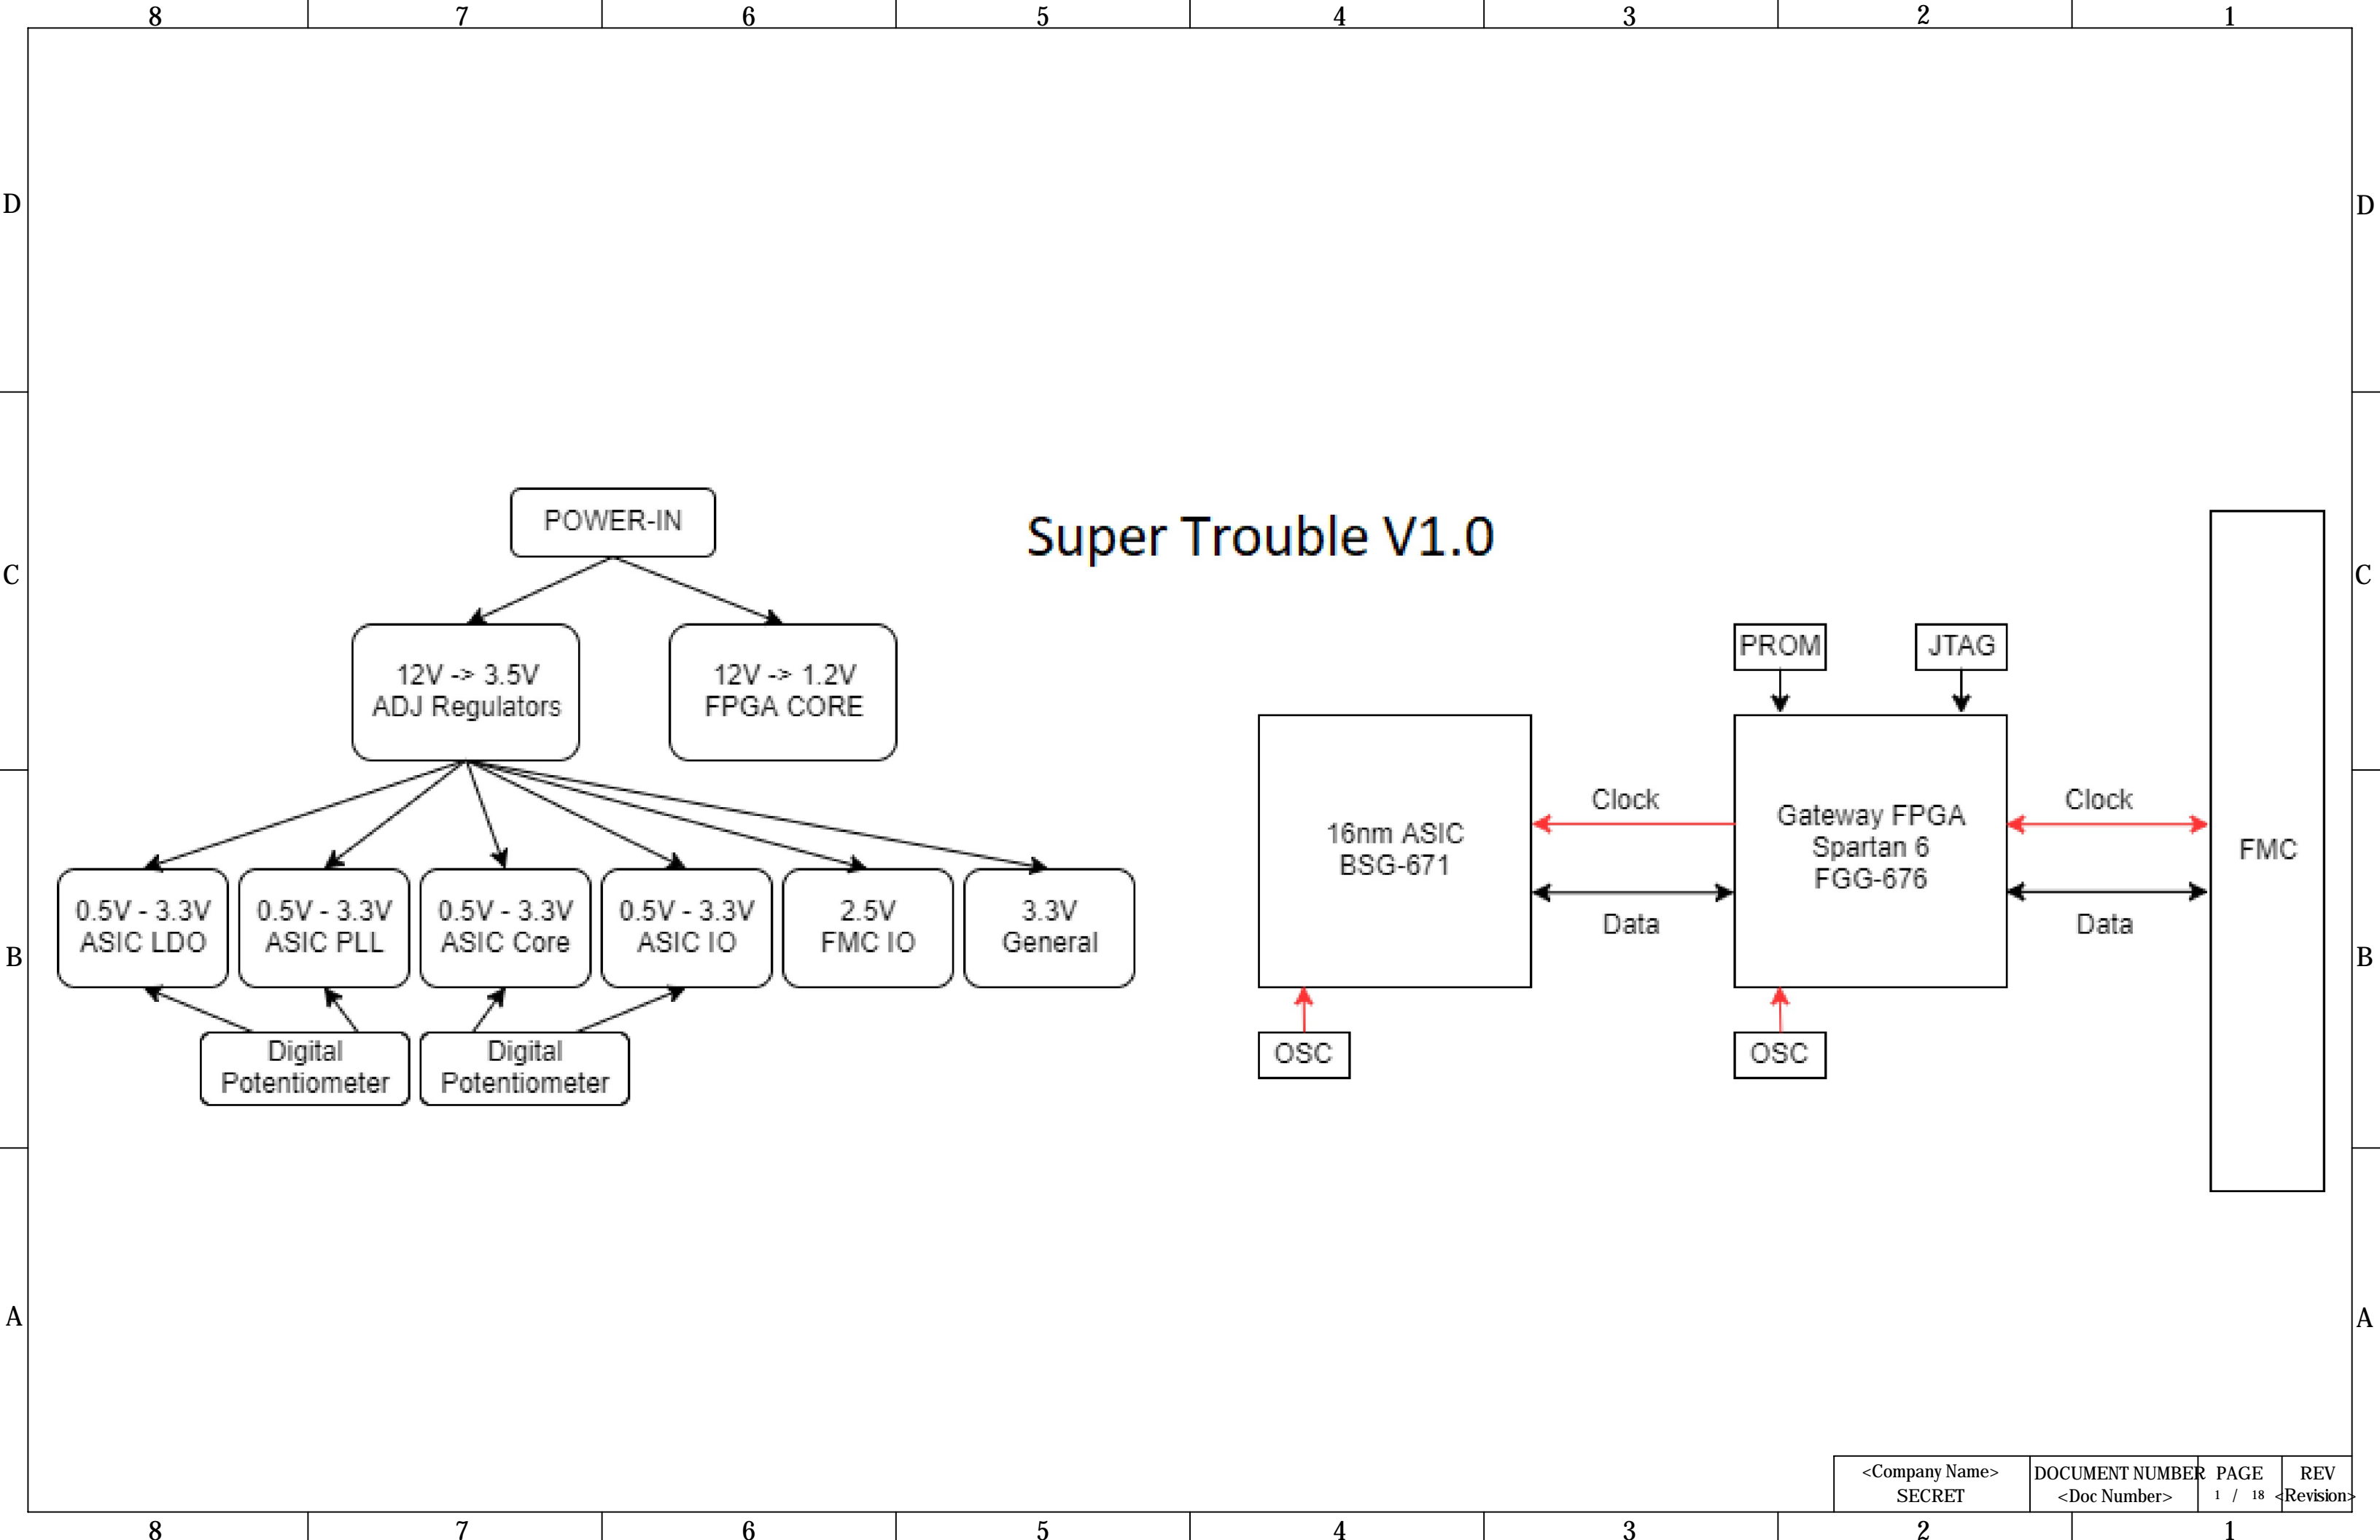 8 7 6 5 4 3 2 1
D D
POWER-IN
Super Trouble V1.0
C C
12V -> 3.5V
ADJ Regulators
12V -> 1.2V
FPGA CORE
PROM
JTAG
0.5V - 3.3V
ASIC LDO
0.5V - 3.3V
ASIC PLL
0.5V - 3.3V
ASIC Core
0.5V - 3.3V
ASIC IO
2.5V
FMC IO
3.3V
General
16nm ASIC
BSG-671
Clock
Data
Gateway FPGA
Spartan 6
FGG-676
Clock
Data
FMC
B B
Digital
Potentiometer
Digital
Potentiometer
OSC
OSC
A A
<Company Name>
SECRET
DOCUMENT NUMBER
<Doc Number>
PAGE
1 / 18
REV
<Revision>
8 7 6 5 4 3 2 1